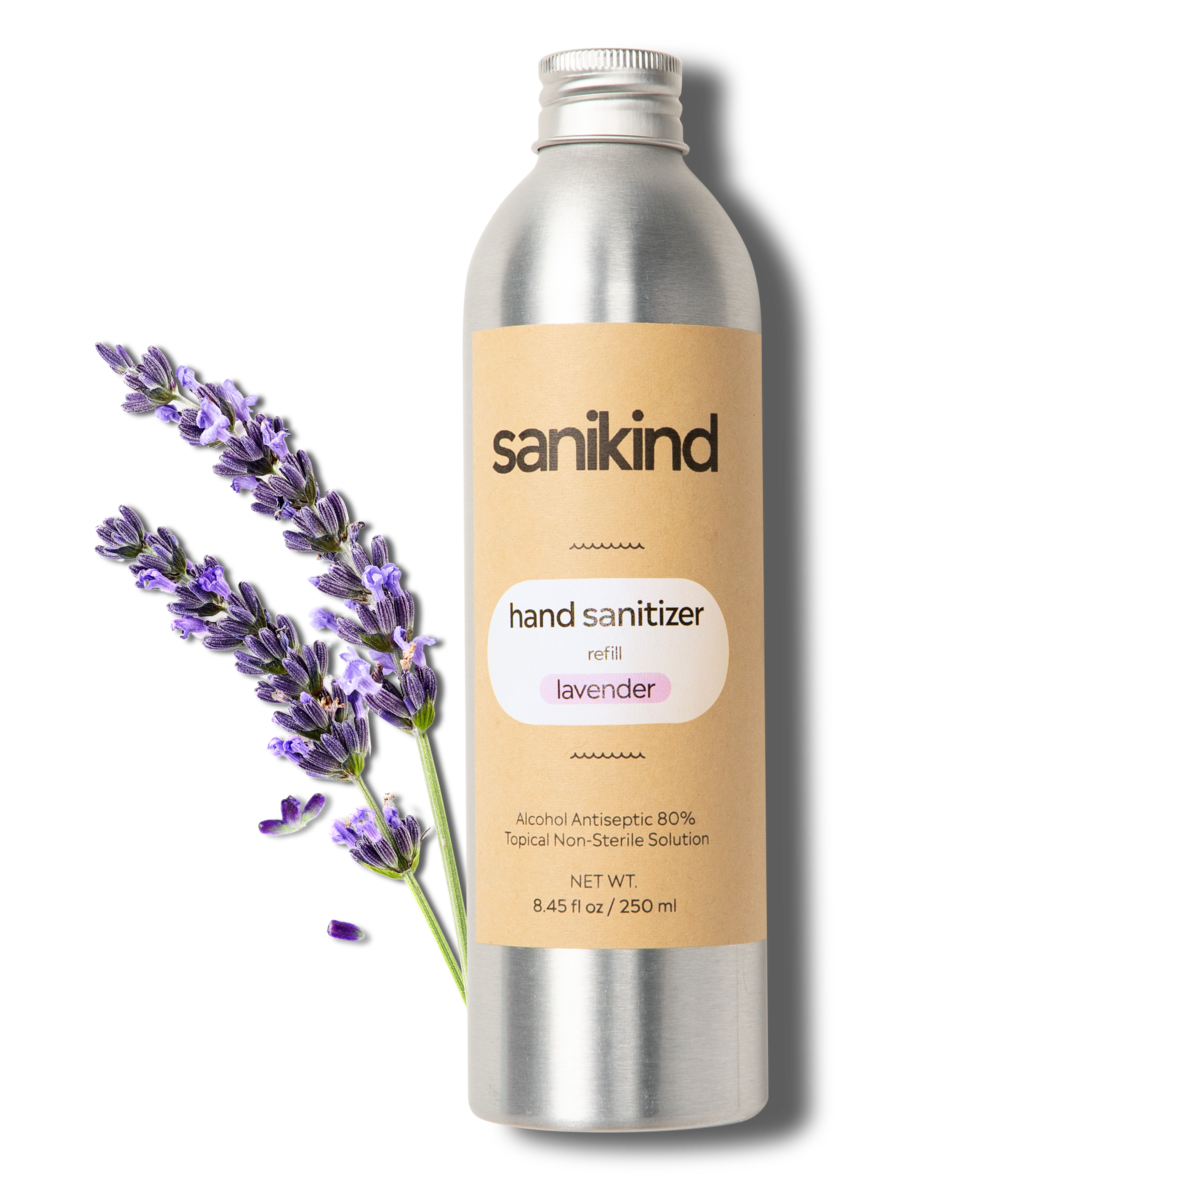 sanikind
hand sanitizer
refill
lavender
Alcohol Antiseptic 80%
Topical Non-Sterile Solution
NET WT.
8.45 fl oz / 250 ml